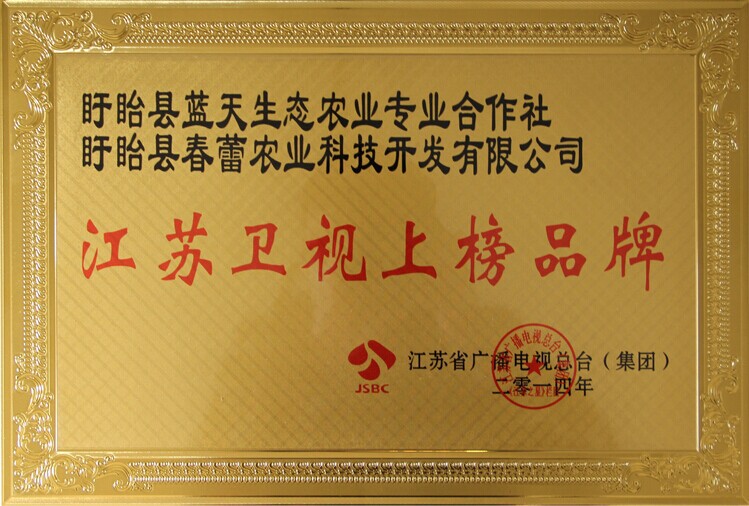 盱眙县蓝天生态农业专业合作社
盱眙县春蕾农业科技开发有限公司
江苏卫视上榜品牌
JSBC
江苏省广播电视总台（集团）
二零一四年